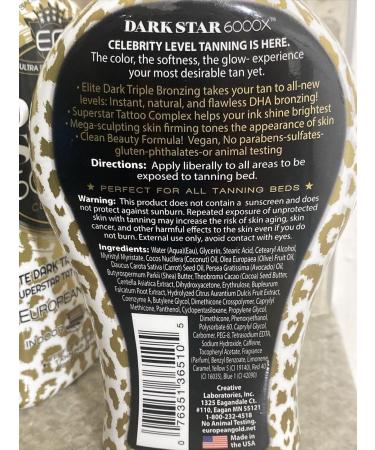 DARK STAR 6000X™
CELEBRITY LEVEL TANNING IS HERE.
The color, the softness, the glow- experience
your most desirable tan yet.
• Elite Dark Triple Bronzing takes your tan to all-new
levels: Instant, natural, and flawless DHA bronzing!
• Superstar Tattoo Complex helps your ink shine brightest
• Mega-sculpting skin firming tones the appearance of skin
• Clean Beauty Formula! Vegan, No parabens-sulfates-
gluten-phthalates-or animal testing
Directions: Apply liberally to all areas to be
exposed to tanning bed.
★ PERFECT FOR ALL TANNING BEDS ★
Warning: This product does not contain a sunscreen and does
not protect against sunburn. Repeated exposure of unprotected
skin with tanning may increase the risk of skin aging, skin
cancer, and other harmful effects to the skin even if you do
not burn. External use only, avoid contact with eyes.
Ingredients: Water (Aqua/Eau), Glycerin, Stearic Acid, Cetearyl Alcohol,
Myristyl Myristate, Cocos Nucifera (Coconut) Oil, Olea Europaea (Olive) Fruit Oil,
Daucus Carota Sativa (Carrot) Seed Oil, Persea Gratissima (Avocado) Oil,
Butyrospermum Parkii (Shea) Butter, Theobroma Cacao (Cocoa) Seed Butter,
Centella Asiatica Extract, Dihydroxyacetone, Erythrulose, Bupleurum
Falcatum Root Extract, Hydrolyzed Citrus Aurantium Dulcis Fruit Extract,
Coenzyme A, Butylene Glycol, Dimethicone Crosspolymer, Caprylyl
Methicone, Panthenol, Cyclopentasiloxane, Propylene Glycol,
Dimethicone, Phenoxyethanol,
Polysorbate 60, Caprylyl Glycol,
Carbomer, PEG-8, Tetrasodium EDTA,
Sodium Hydroxide, Caffeine,
Tocopheryl Acetate, Fragrance
(Parfum), Benzyl Benzoate, Limonene,
Caramel, Yellow 5 (CI 19140), Red 40
(CI 16035), Blue 1 (CI 42090)
Creative
Laboratories, Inc.
1325 Eagandale Ct.
#110, Eagan MN 55121
1-800-232-4518
No Animal Testing.
europeangold.net
Made in the USA
0 76351 36510 5
EUROPEAN